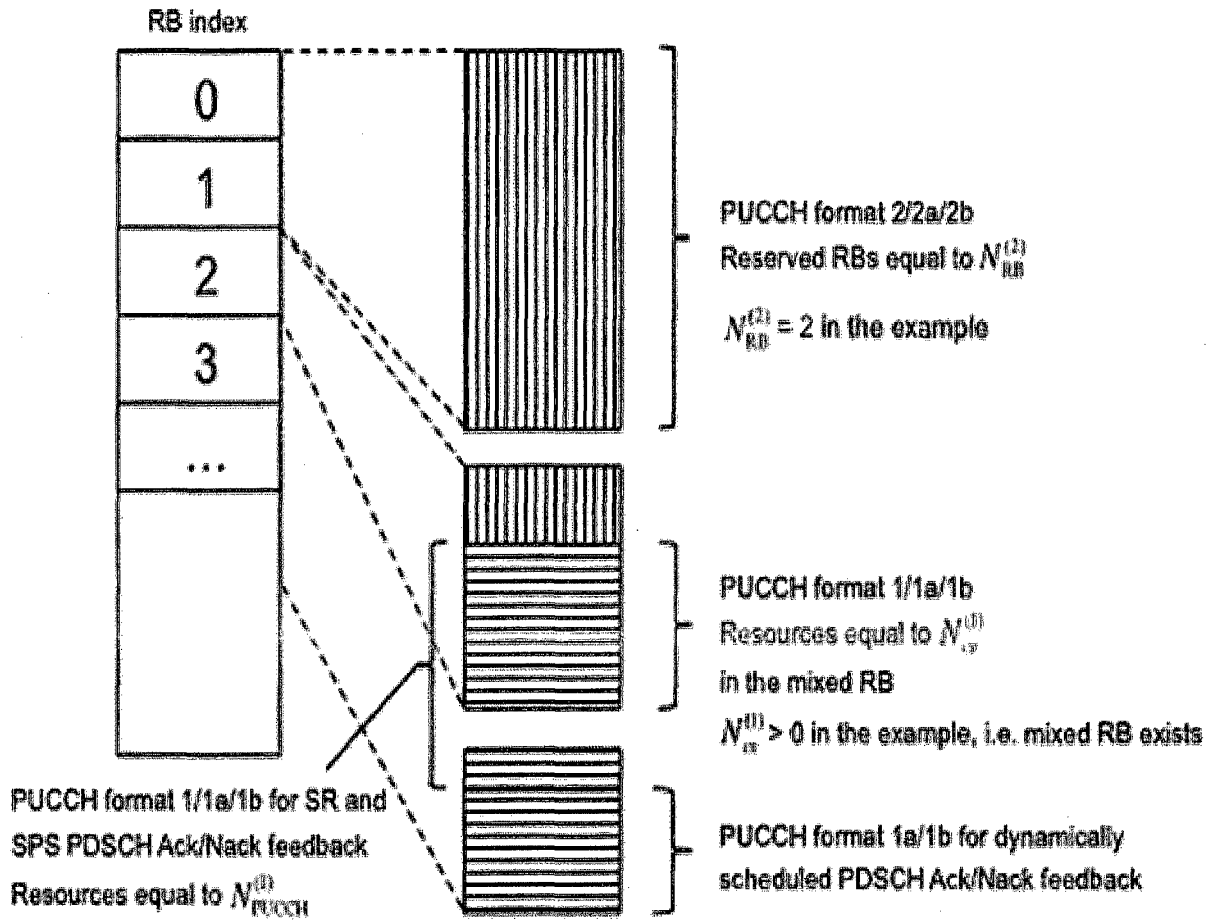 RB index
0
1
2
3
...
PUCCH format 2/2a/2b
Reserved RBs equal to N_RB^(2)
N_RB^(2) = 2 in the example
PUCCH format 1/1a/1b
Resources equal to N_cs^(1)
in the mixed RB
N_cs^(1) > 0 in the example, i.e. mixed RB exists
PUCCH format 1/1a/1b for SR and
SPS PDSCH Ack/Nack feedback
Resources equal to N_PUCCH^(1)
PUCCH format 1a/1b for dynamically
scheduled PDSCH Ack/Nack feedback